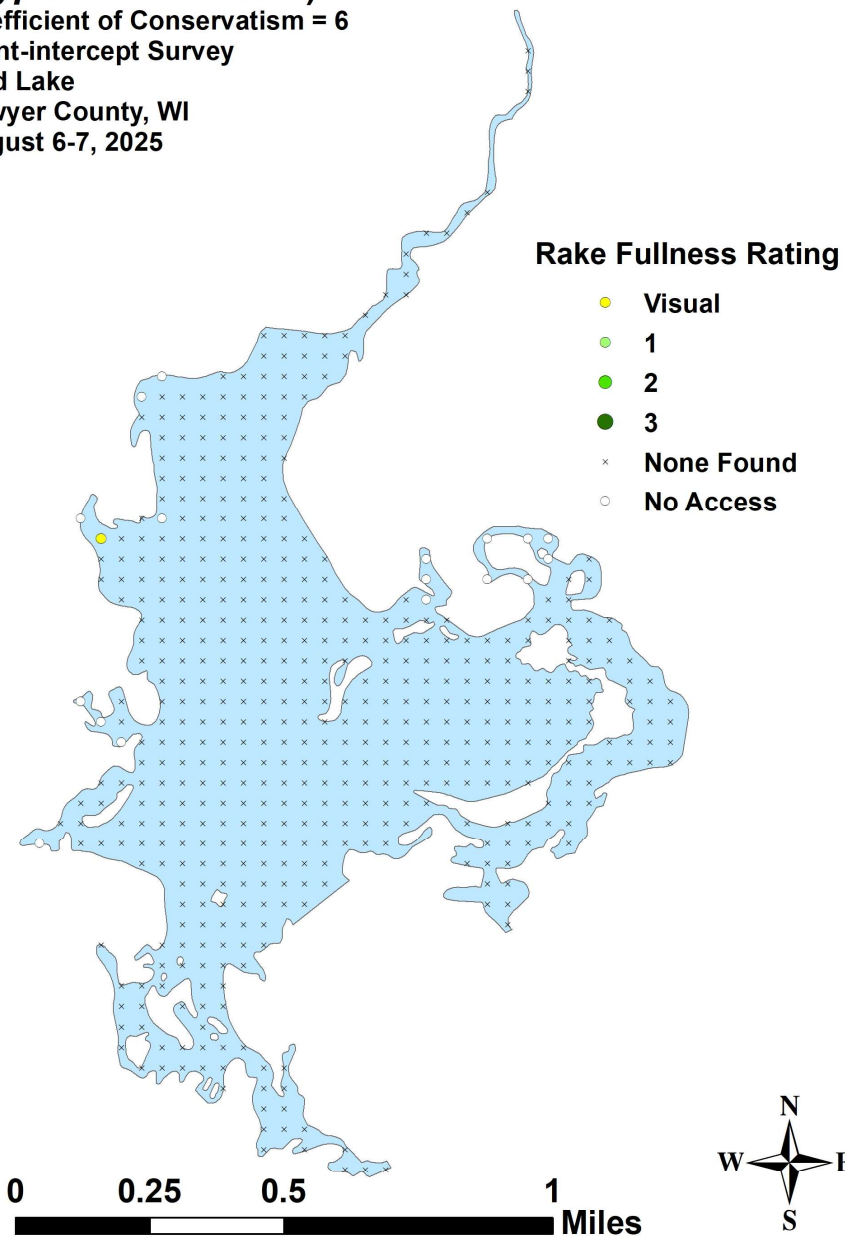 efficient of Conservatism = 6
nt-intercept Survey
d Lake
yer County, WI
gust 6-7, 2025
Rake Fullness Rating
Visual
1
2
3
None Found
No Access
N
W
S
0 0.25 0.5 1
Miles